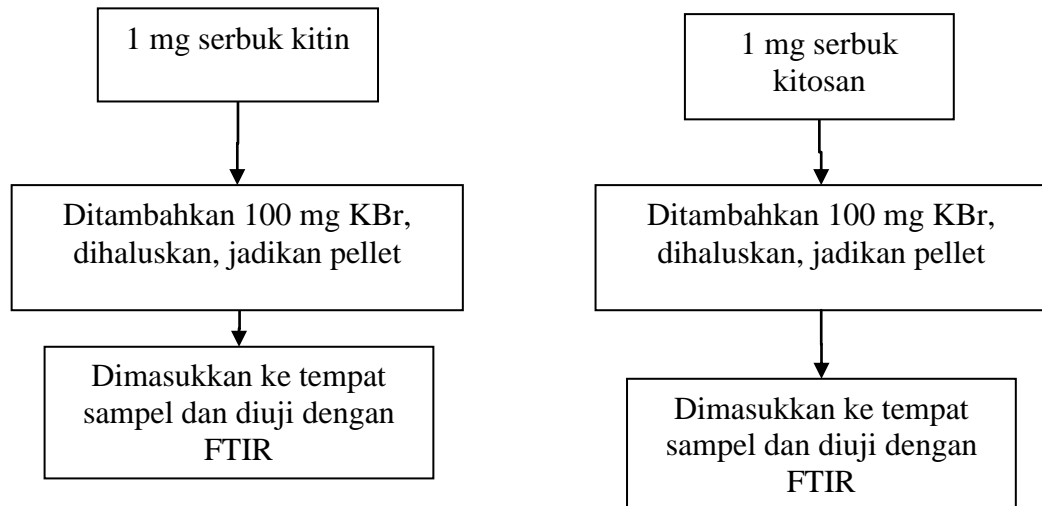 1 mg serbuk kitin
Ditambahkan 100 mg KBr,
dihaluskan, jadikan pellet
Dimasukkan ke tempat
sampel dan diuji dengan
FTIR
1 mg serbuk
kitosan
Ditambahkan 100 mg KBr,
dihaluskan, jadikan pellet
Dimasukkan ke tempat
sampel dan diuji dengan
FTIR